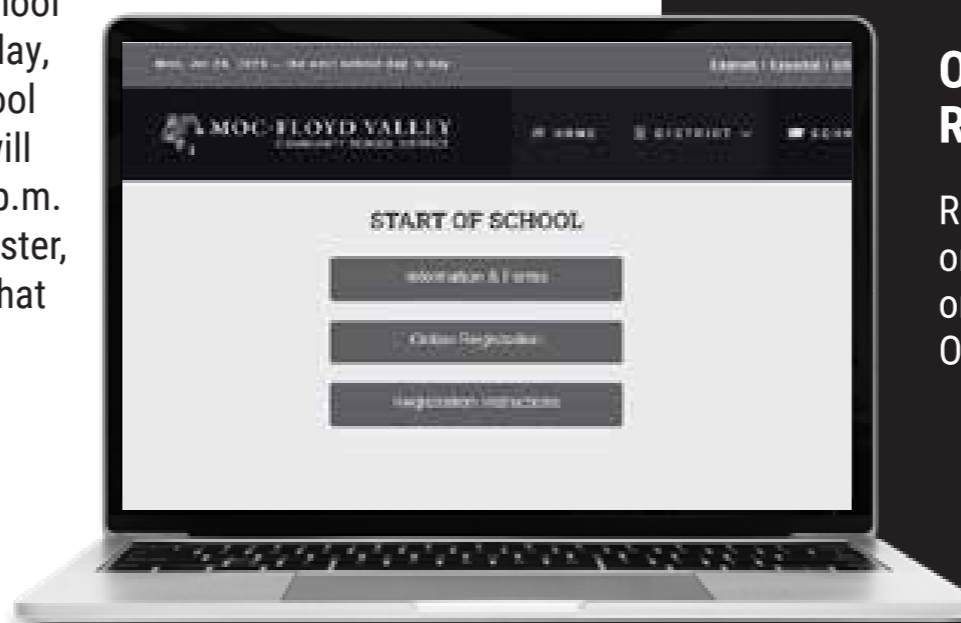 hool
day,
ool
will
p.m.
ster,
hat
MOC-FLOYD VALLEY
COMMUNITY SCHOOL DISTRICT
HOME
DISTRICT
START OF SCHOOL
Information & Forms
Online Registration
Registration Instructions
O
R
R
o
o
O